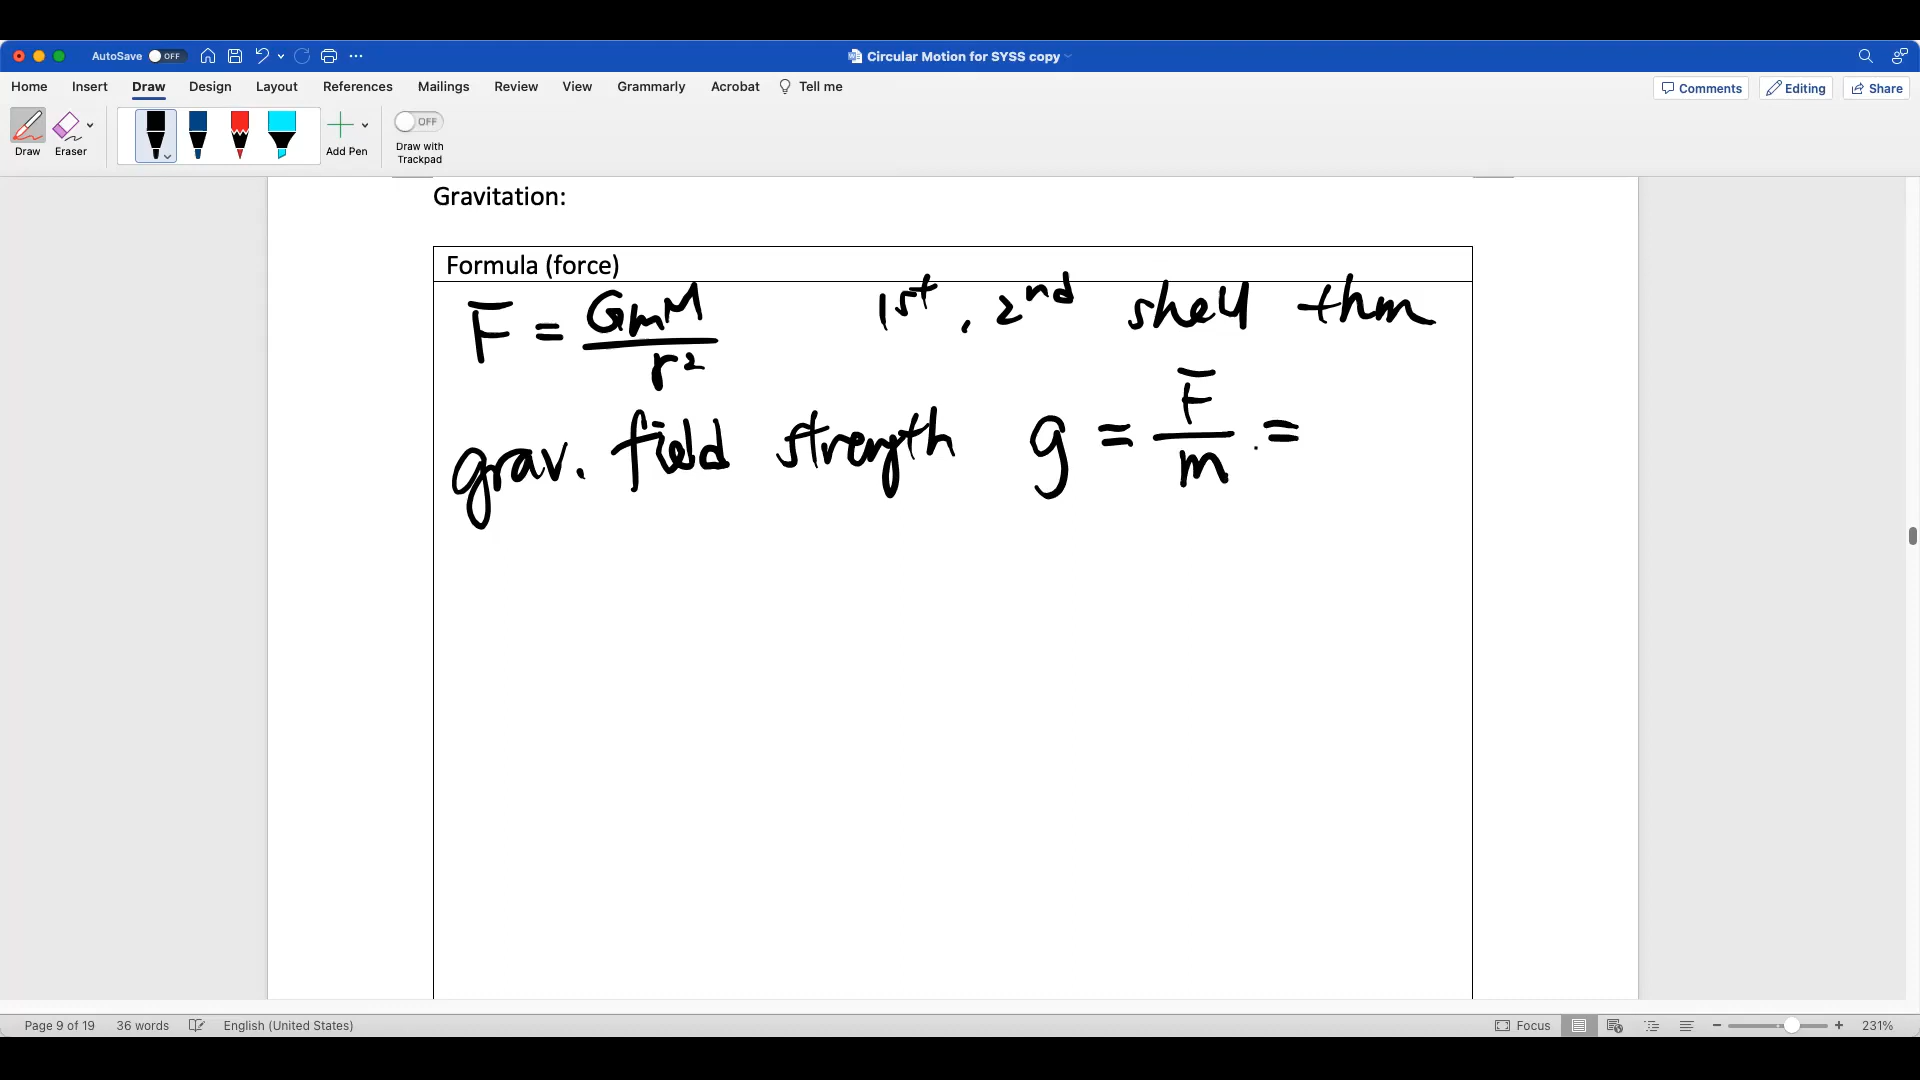 AutoSave OFF
Circular Motion for SYSS copy
Home Insert Draw Design Layout References Mailings Review View Grammarly Acrobat Tell me
Comments Editing Share
OFF
Draw Eraser Add Pen Draw with
Trackpad
Gravitation:
Formula (force)
F = GmM / r² 1st, 2nd shell thm
grav. field strength g = F / m =
Page 9 of 19 36 words English (United States)
Focus 231%